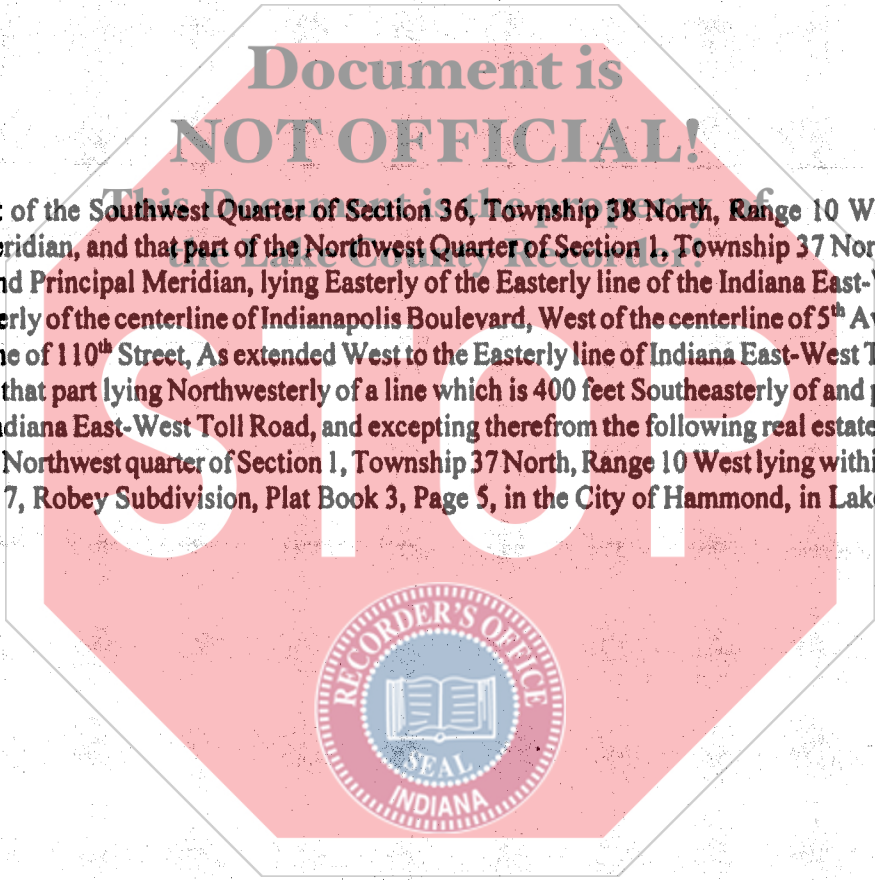 Document is
NOT OFFICIAL!
This Document is the property of
the Lake County Recorder!
of the Southwest Quarter of Section 36, Township 38 North, Range 10 W
eridian, and that part of the Northwest Quarter of Section 1, Township 37 Nor
nd Principal Meridian, lying Easterly of the Easterly line of the Indiana East-
erly of the centerline of Indianapolis Boulevard, West of the centerline of 5th Av
e of 110th Street, As extended West to the Easterly line of Indiana East-West T
that part lying Northwesterly of a line which is 400 feet Southeasterly of and p
ndiana East-West Toll Road, and excepting therefrom the following real estate
Northwest quarter of Section 1, Township 37 North, Range 10 West lying withi
7, Robey Subdivision, Plat Book 3, Page 5, in the City of Hammond, in Lak
STOP
RECORDER'S OFFICE
SEAL
INDIANA